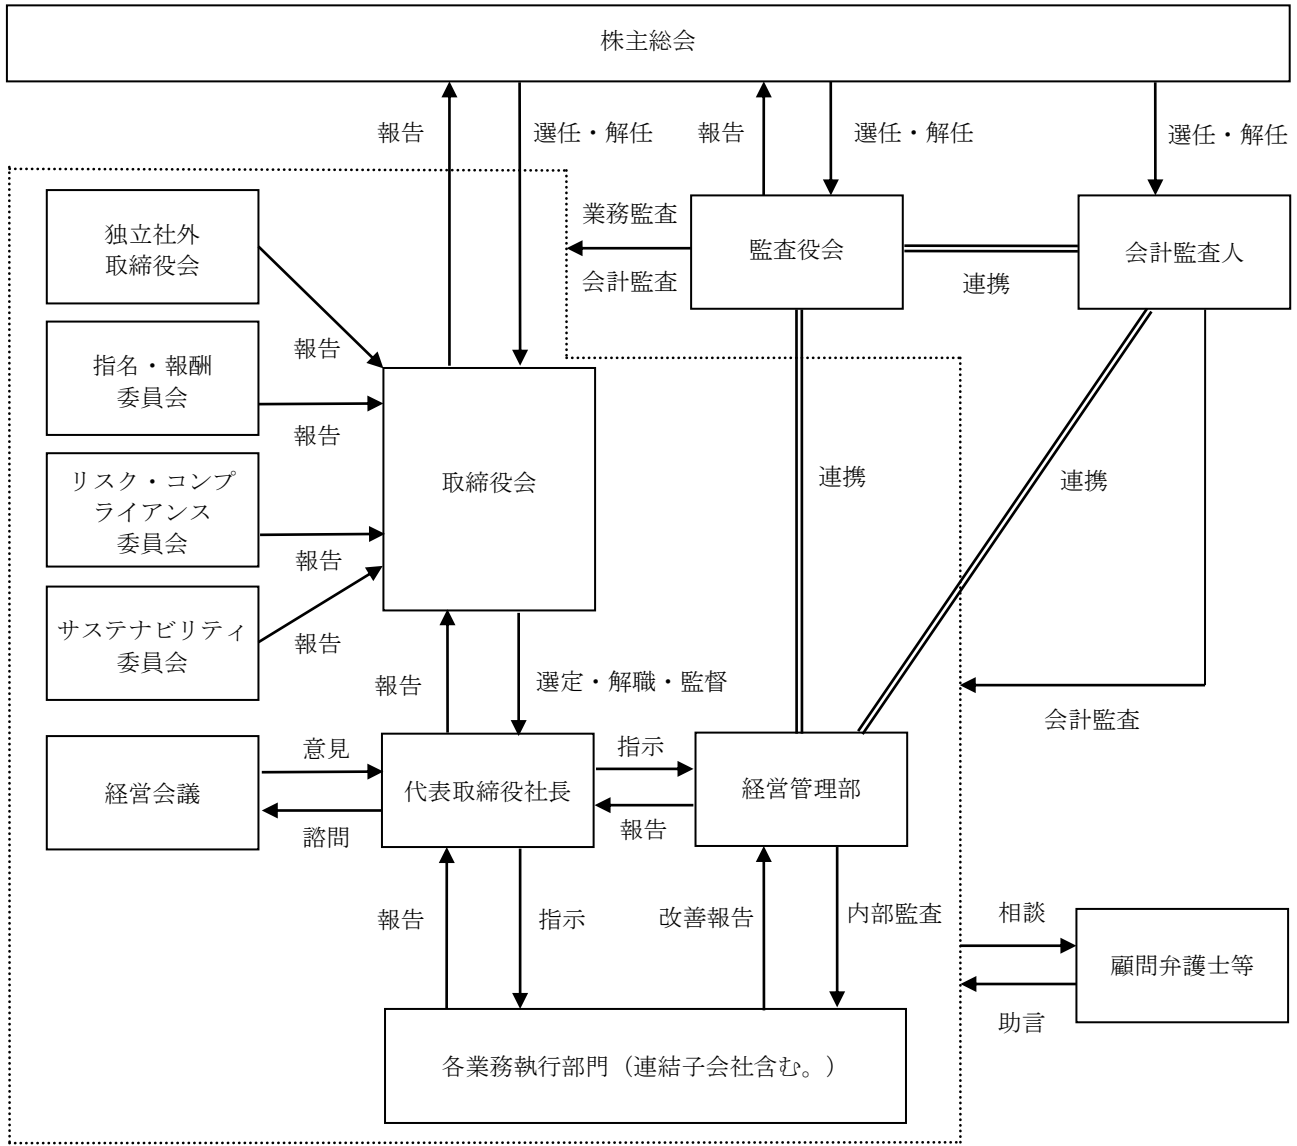 株主総会
報告
選任・解任
報告
選任・解任
選任・解任
独立社外
取締役会
業務監査
会計監査
監査役会
連携
会計監査人
報告
指名・報酬
委員会
報告
リスク・コンプ
ライアンス
委員会
報告
取締役会
連携
連携
サステナビリティ
委員会
報告
報告
選定・解職・監督
会計監査
経営会議
意見
諮問
代表取締役社長
指示
報告
経営管理部
報告
指示
改善報告
内部監査
相談
顧問弁護士等
助言
各業務執行部門（連結子会社含む。）